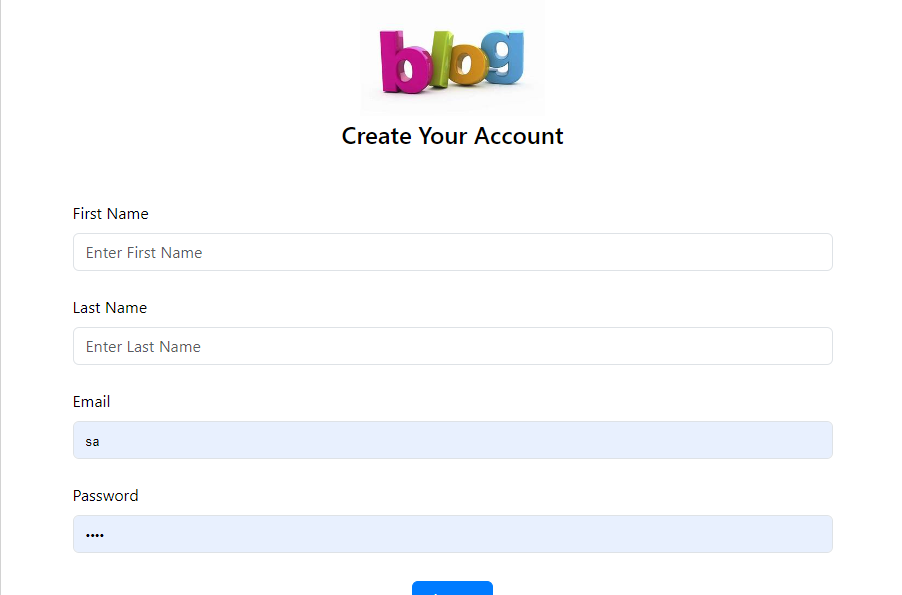 blog
Create Your Account
First Name
Enter First Name
Last Name
Enter Last Name
Email
sa
Password
••••